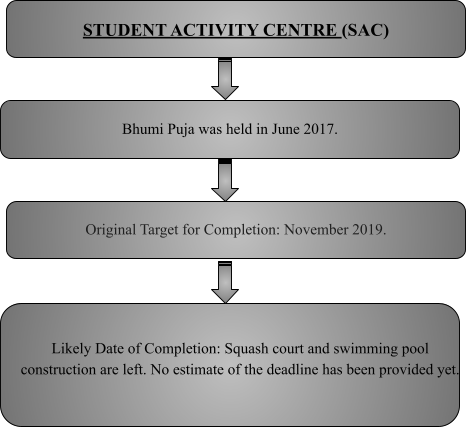 STUDENT ACTIVITY CENTRE (SAC)
Bhumi Puja was held in June 2017.
Original Target for Completion: November 2019.
Likely Date of Completion: Squash court and swimming pool
construction are left. No estimate of the deadline has been provided yet.